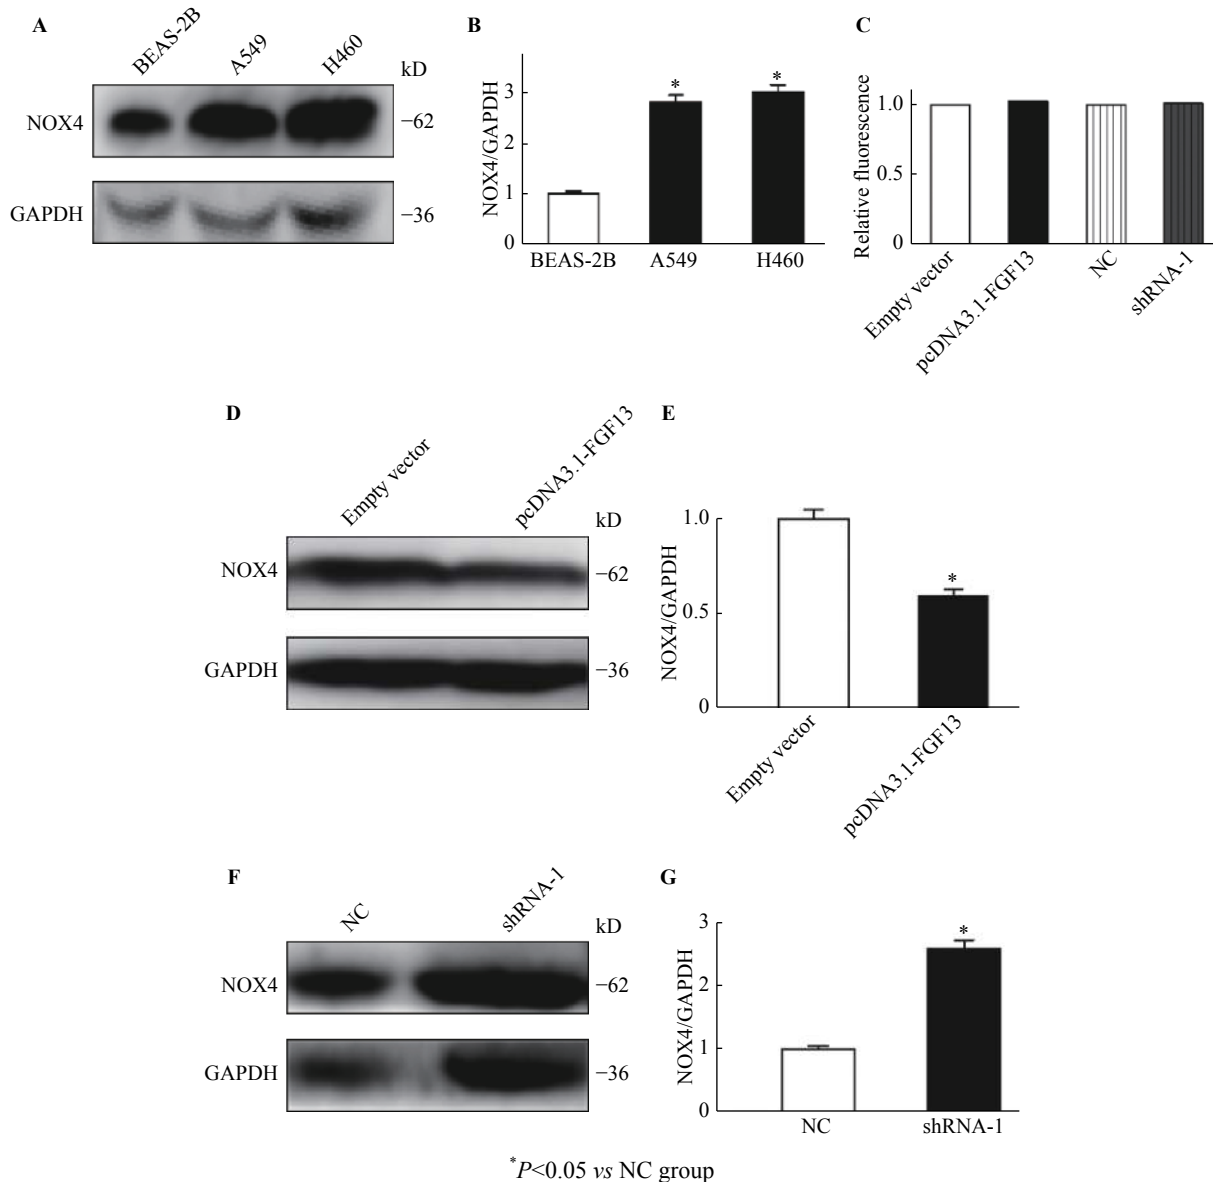 A
BEAS-2B
A549
H460
kD
NOX4
−62
GAPDH
−36
B
NOX4/GAPDH
3
2
1
0
*
*
BEAS-2B
A549
H460
C
Relative fluorescence
1.0
0.5
0
Empty vector
pcDNA3.1-FGF13
NC
shRNA-1
D
Empty vector
pcDNA3.1-FGF13
kD
NOX4
−62
GAPDH
−36
E
NOX4/GAPDH
1.0
0.5
0
*
Empty vector
pcDNA3.1-FGF13
F
NC
shRNA-1
kD
NOX4
−62
GAPDH
−36
G
NOX4/GAPDH
3
2
1
0
*
NC
shRNA-1
*P<0.05 vs NC group